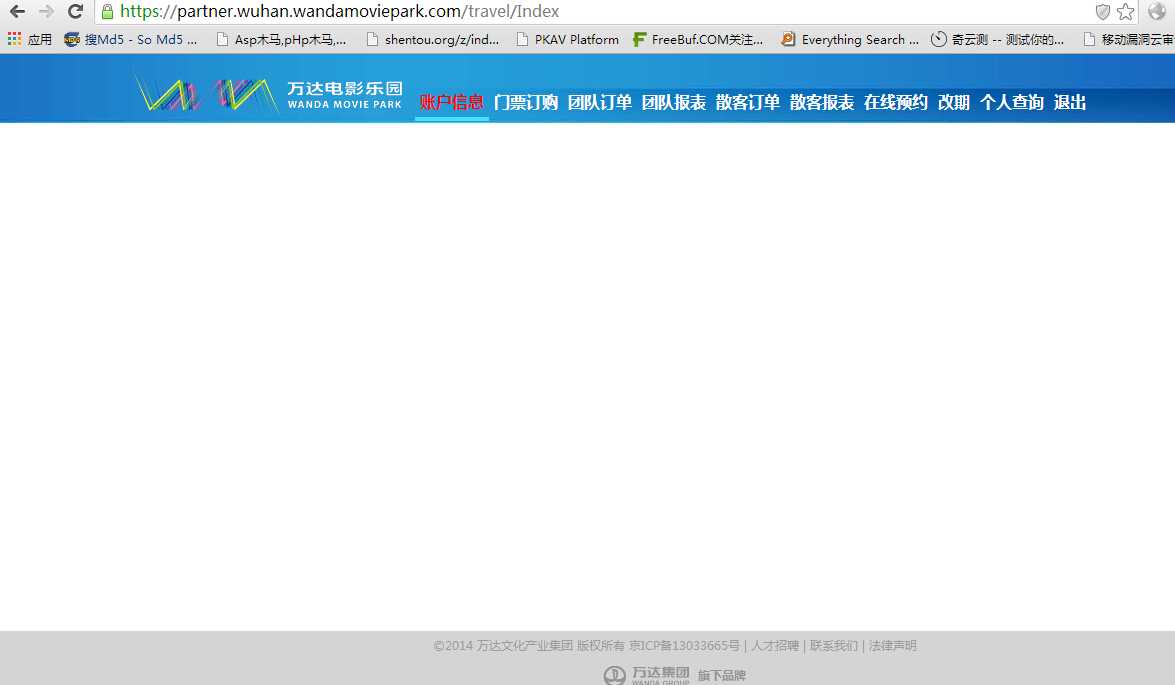 https://partner.wuhan.wandamoviepark.com/travel/Index
应用 搜Md5 - So Md5 ... Asp木马,pHp木马,... shentou.org/z/ind... PKAV Platform FreeBuf.COM关注... Everything Search ... 奇云测 -- 测试你的... 移动漏洞云审
万达电影乐园
WANDA MOVIE PARK
账户信息 门票订购 团队订单 团队报表 散客订单 散客报表 在线预约 改期 个人查询 退出
©2014 万达文化产业集团 版权所有 京ICP备13033665号 | 人才招聘 | 联系我们 | 法律声明
万达集团 旗下品牌
WANDA GROUP